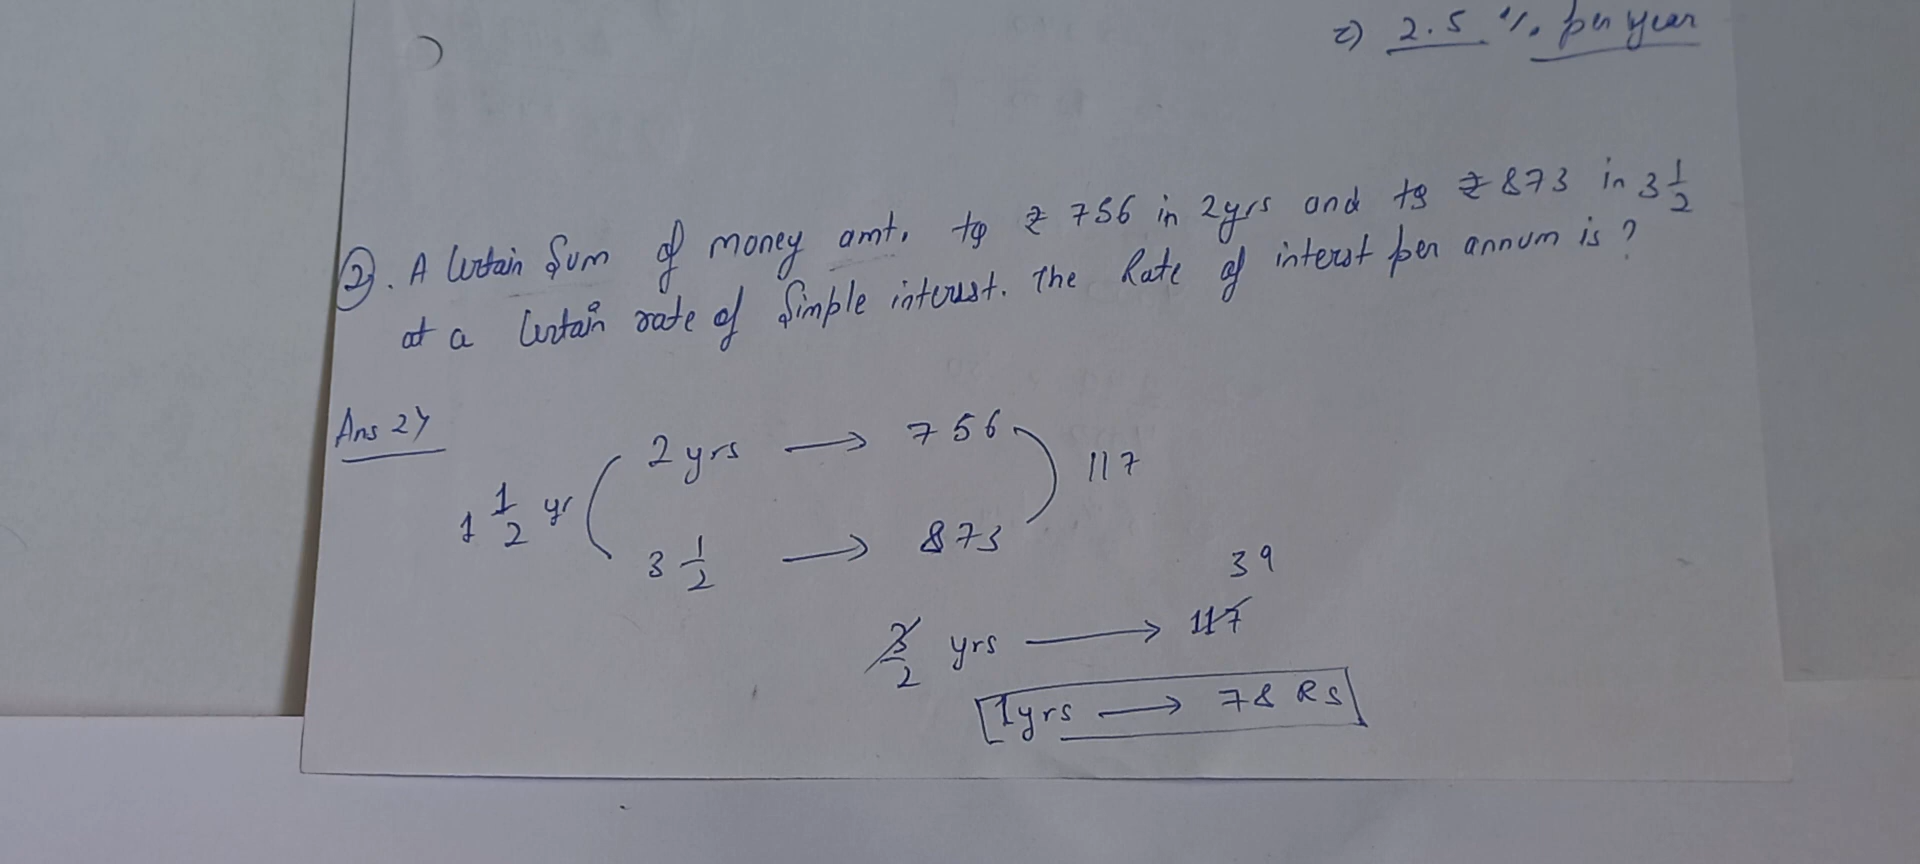 2) 2.5 % per year
②. A Certain Sum of money amt. to ₹ 756 in 2yrs and to ₹ 873 in 3 1/2
at a Certain rate of Simple interest. The Rate of interst per annum is ?
Ans 2)
2 yrs → 756
1 1/2 yr 117
3 1/2 → 873
39
3/2 yrs → 117
1yrs → 78 Rs